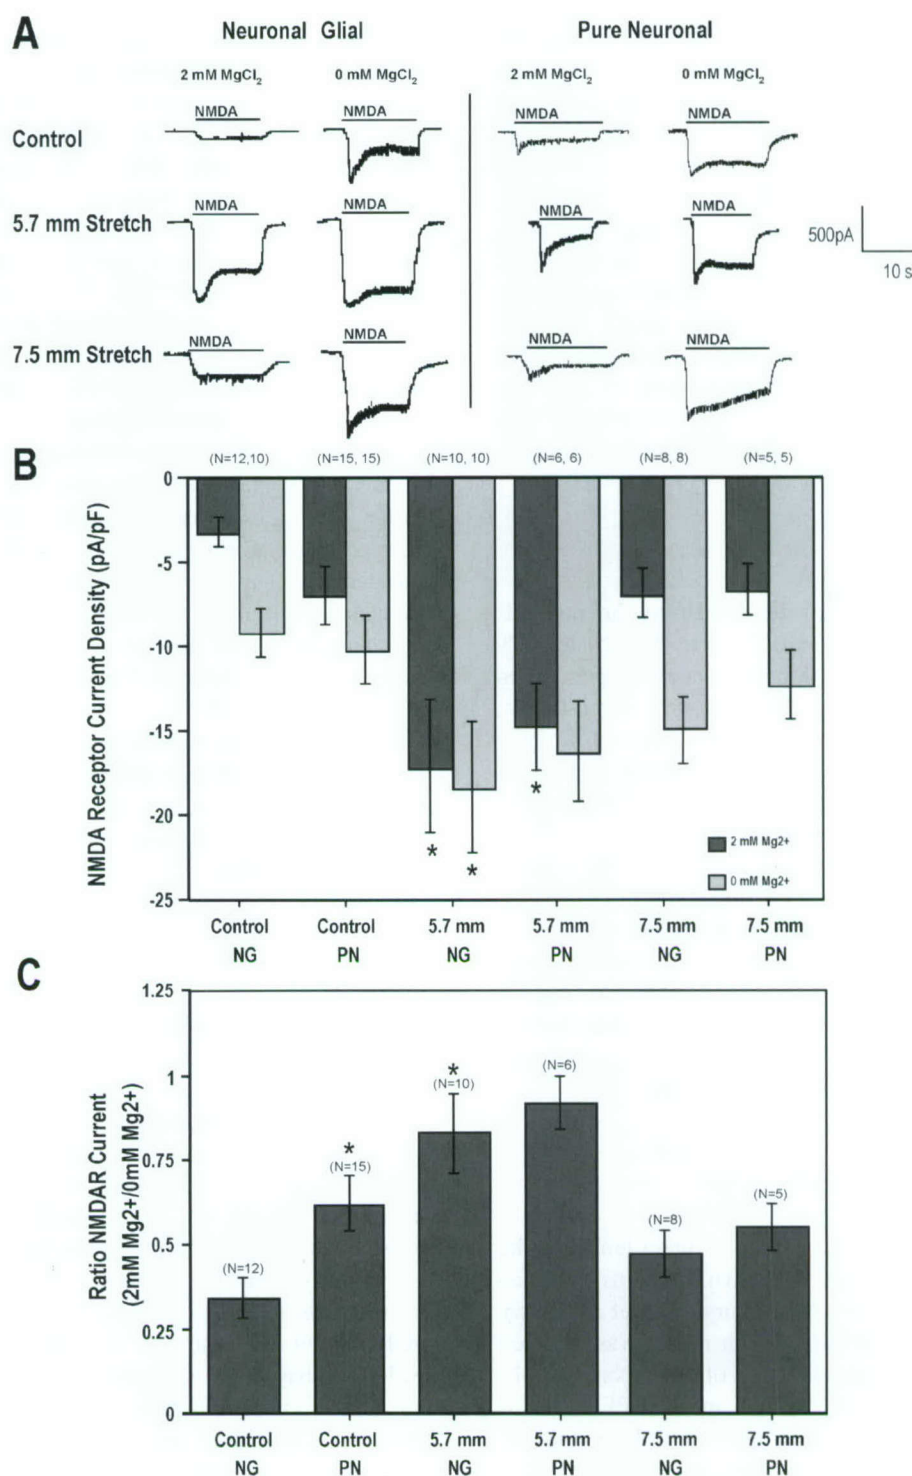 A
Neuronal Glial
Pure Neuronal
2 mM MgCl2
0 mM MgCl2
2 mM MgCl2
0 mM MgCl2
Control
NMDA
NMDA
NMDA
NMDA
5.7 mm Stretch
NMDA
NMDA
NMDA
NMDA
500pA
10 s
7.5 mm Stretch
NMDA
NMDA
NMDA
NMDA
B
(N=12,10)
(N=15, 15)
(N=10, 10)
(N=6, 6)
(N=8, 8)
(N=5, 5)
NMDA Receptor Current Density (pA/pF)
0
-5
-10
-15
-20
-25
*
*
*
2 mM Mg2+
0 mM Mg2+
Control NG
Control PN
5.7 mm NG
5.7 mm PN
7.5 mm NG
7.5 mm PN
C
Ratio NMDAR Current
(2mM Mg2+/0mM Mg2+)
1.25
1
0.75
0.5
0.25
0
(N=12)
*
(N=15)
*
(N=10)
(N=6)
(N=8)
(N=5)
Control NG
Control PN
5.7 mm NG
5.7 mm PN
7.5 mm NG
7.5 mm PN